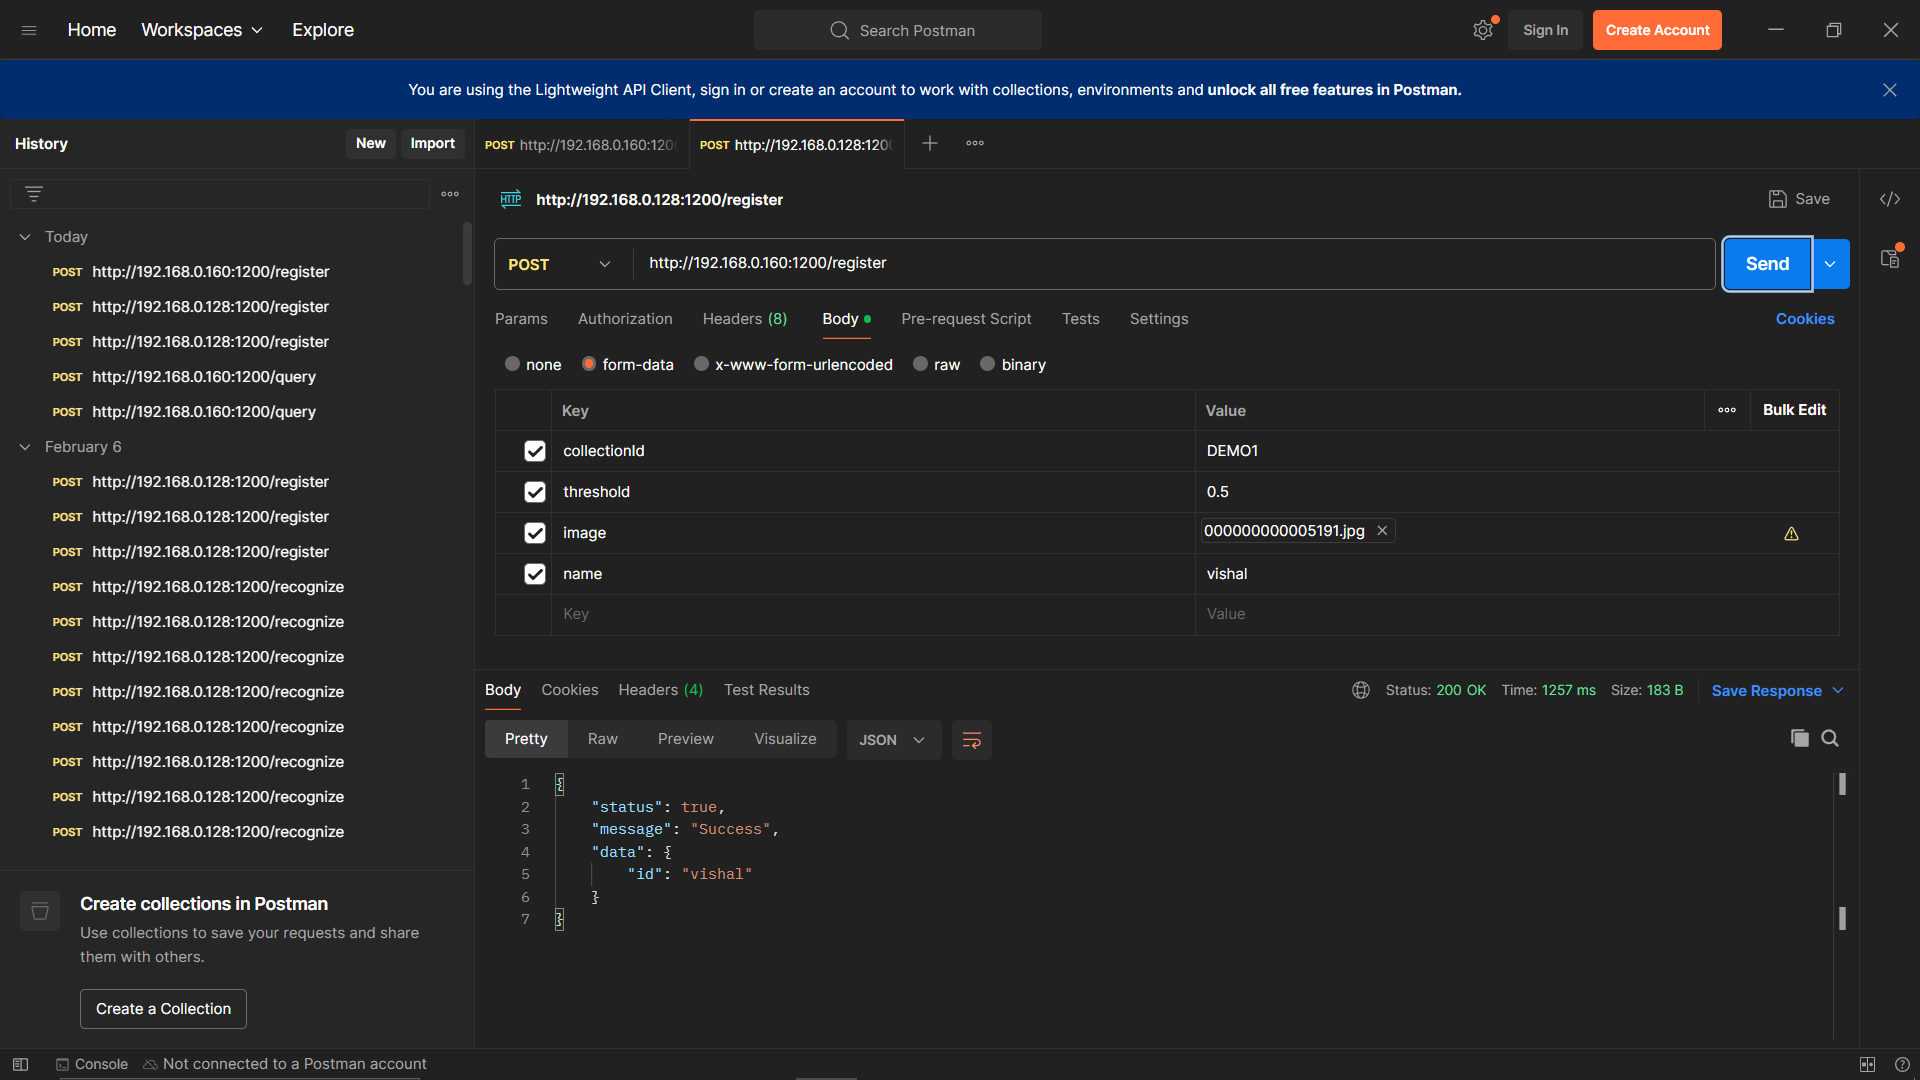 Home
Workspaces
Explore
Search Postman
Sign In
Create Account
You are using the Lightweight API Client, sign in or create an account to work with collections, environments and unlock all free features in Postman.
History
New
Import
POST http://192.168.0.160:120
POST http://192.168.0.128:120
HTTP http://192.168.0.128:1200/register
Save
Today
POST http://192.168.0.160:1200/register
POST http://192.168.0.128:1200/register
POST http://192.168.0.128:1200/register
POST http://192.168.0.160:1200/query
POST http://192.168.0.160:1200/query
February 6
POST http://192.168.0.128:1200/register
POST http://192.168.0.128:1200/register
POST http://192.168.0.128:1200/register
POST http://192.168.0.128:1200/recognize
POST http://192.168.0.128:1200/recognize
POST http://192.168.0.128:1200/recognize
POST http://192.168.0.128:1200/recognize
POST http://192.168.0.128:1200/recognize
POST http://192.168.0.128:1200/recognize
POST http://192.168.0.128:1200/recognize
POST http://192.168.0.128:1200/recognize
Create collections in Postman
Use collections to save your requests and share
them with others.
Create a Collection
POST
http://192.168.0.160:1200/register
Send
Params
Authorization
Headers (8)
Body
Pre-request Script
Tests
Settings
Cookies
none
form-data
x-www-form-urlencoded
raw
binary
Key
Value
Bulk Edit
collectionId
DEMO1
threshold
0.5
image
000000000005191.jpg
name
vishal
Key
Value
Body
Cookies
Headers (4)
Test Results
Status: 200 OK
Time: 1257 ms
Size: 183 B
Save Response
Pretty
Raw
Preview
Visualize
JSON
1 {
2 "status": true,
3 "message": "Success",
4 "data": {
5 "id": "vishal"
6 }
7 }
Console
Not connected to a Postman account